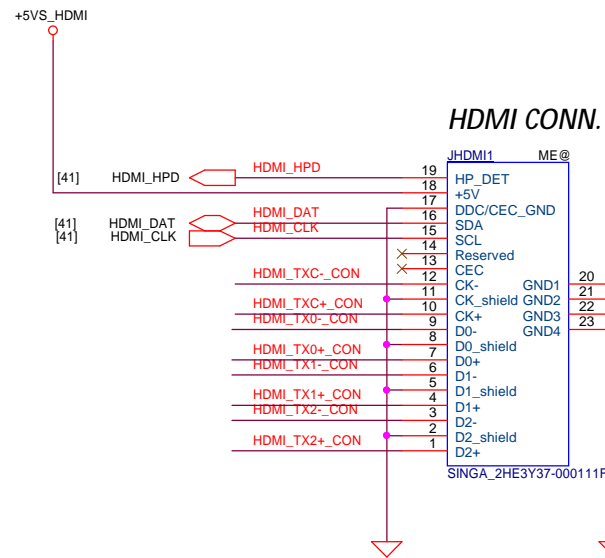 +5VS_HDMI
HDMI CONN.
JHDMI1 ME@
[41] HDMI_HPD HDMI_HPD 19 HP_DET
18 +5V
17 DDC/CEC_GND
[41] HDMI_DAT HDMI_DAT 16 SDA
[41] HDMI_CLK HDMI_CLK 15 SCL
14 Reserved
13 CEC
HDMI_TXC-_CON 12 CK- GND1 20
11 CK_shield GND2 21
HDMI_TXC+_CON 10 CK+ GND3 22
HDMI_TX0-_CON 9 D0- GND4 23
8 D0_shield
HDMI_TX0+_CON 7 D0+
HDMI_TX1-_CON 6 D1-
5 D1_shield
HDMI_TX1+_CON 4 D1+
HDMI_TX2-_CON 3 D2-
2 D2_shield
HDMI_TX2+_CON 1 D2+
SINGA_2HE3Y37-000111F